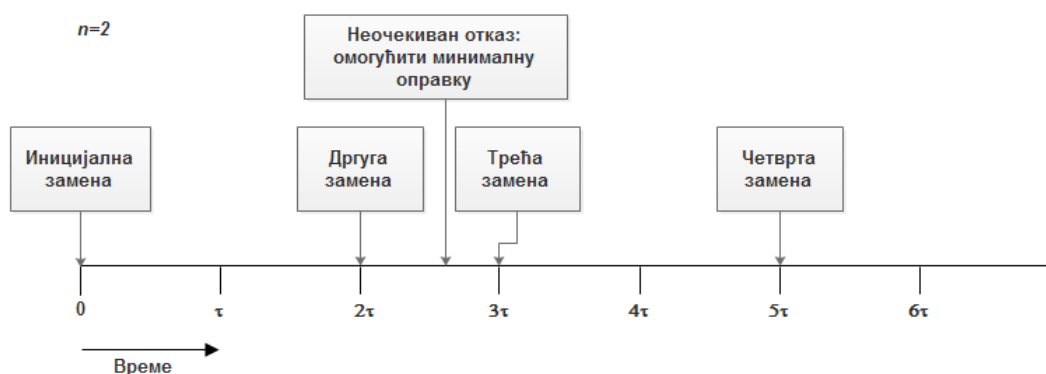 n=2
Неочекиван отказ:
омогућити минималну
оправку
Иницијална
замена
Дргуга
замена
Трећа
замена
Четврта
замена
0
τ
2τ
3τ
4τ
5τ
6τ
Време